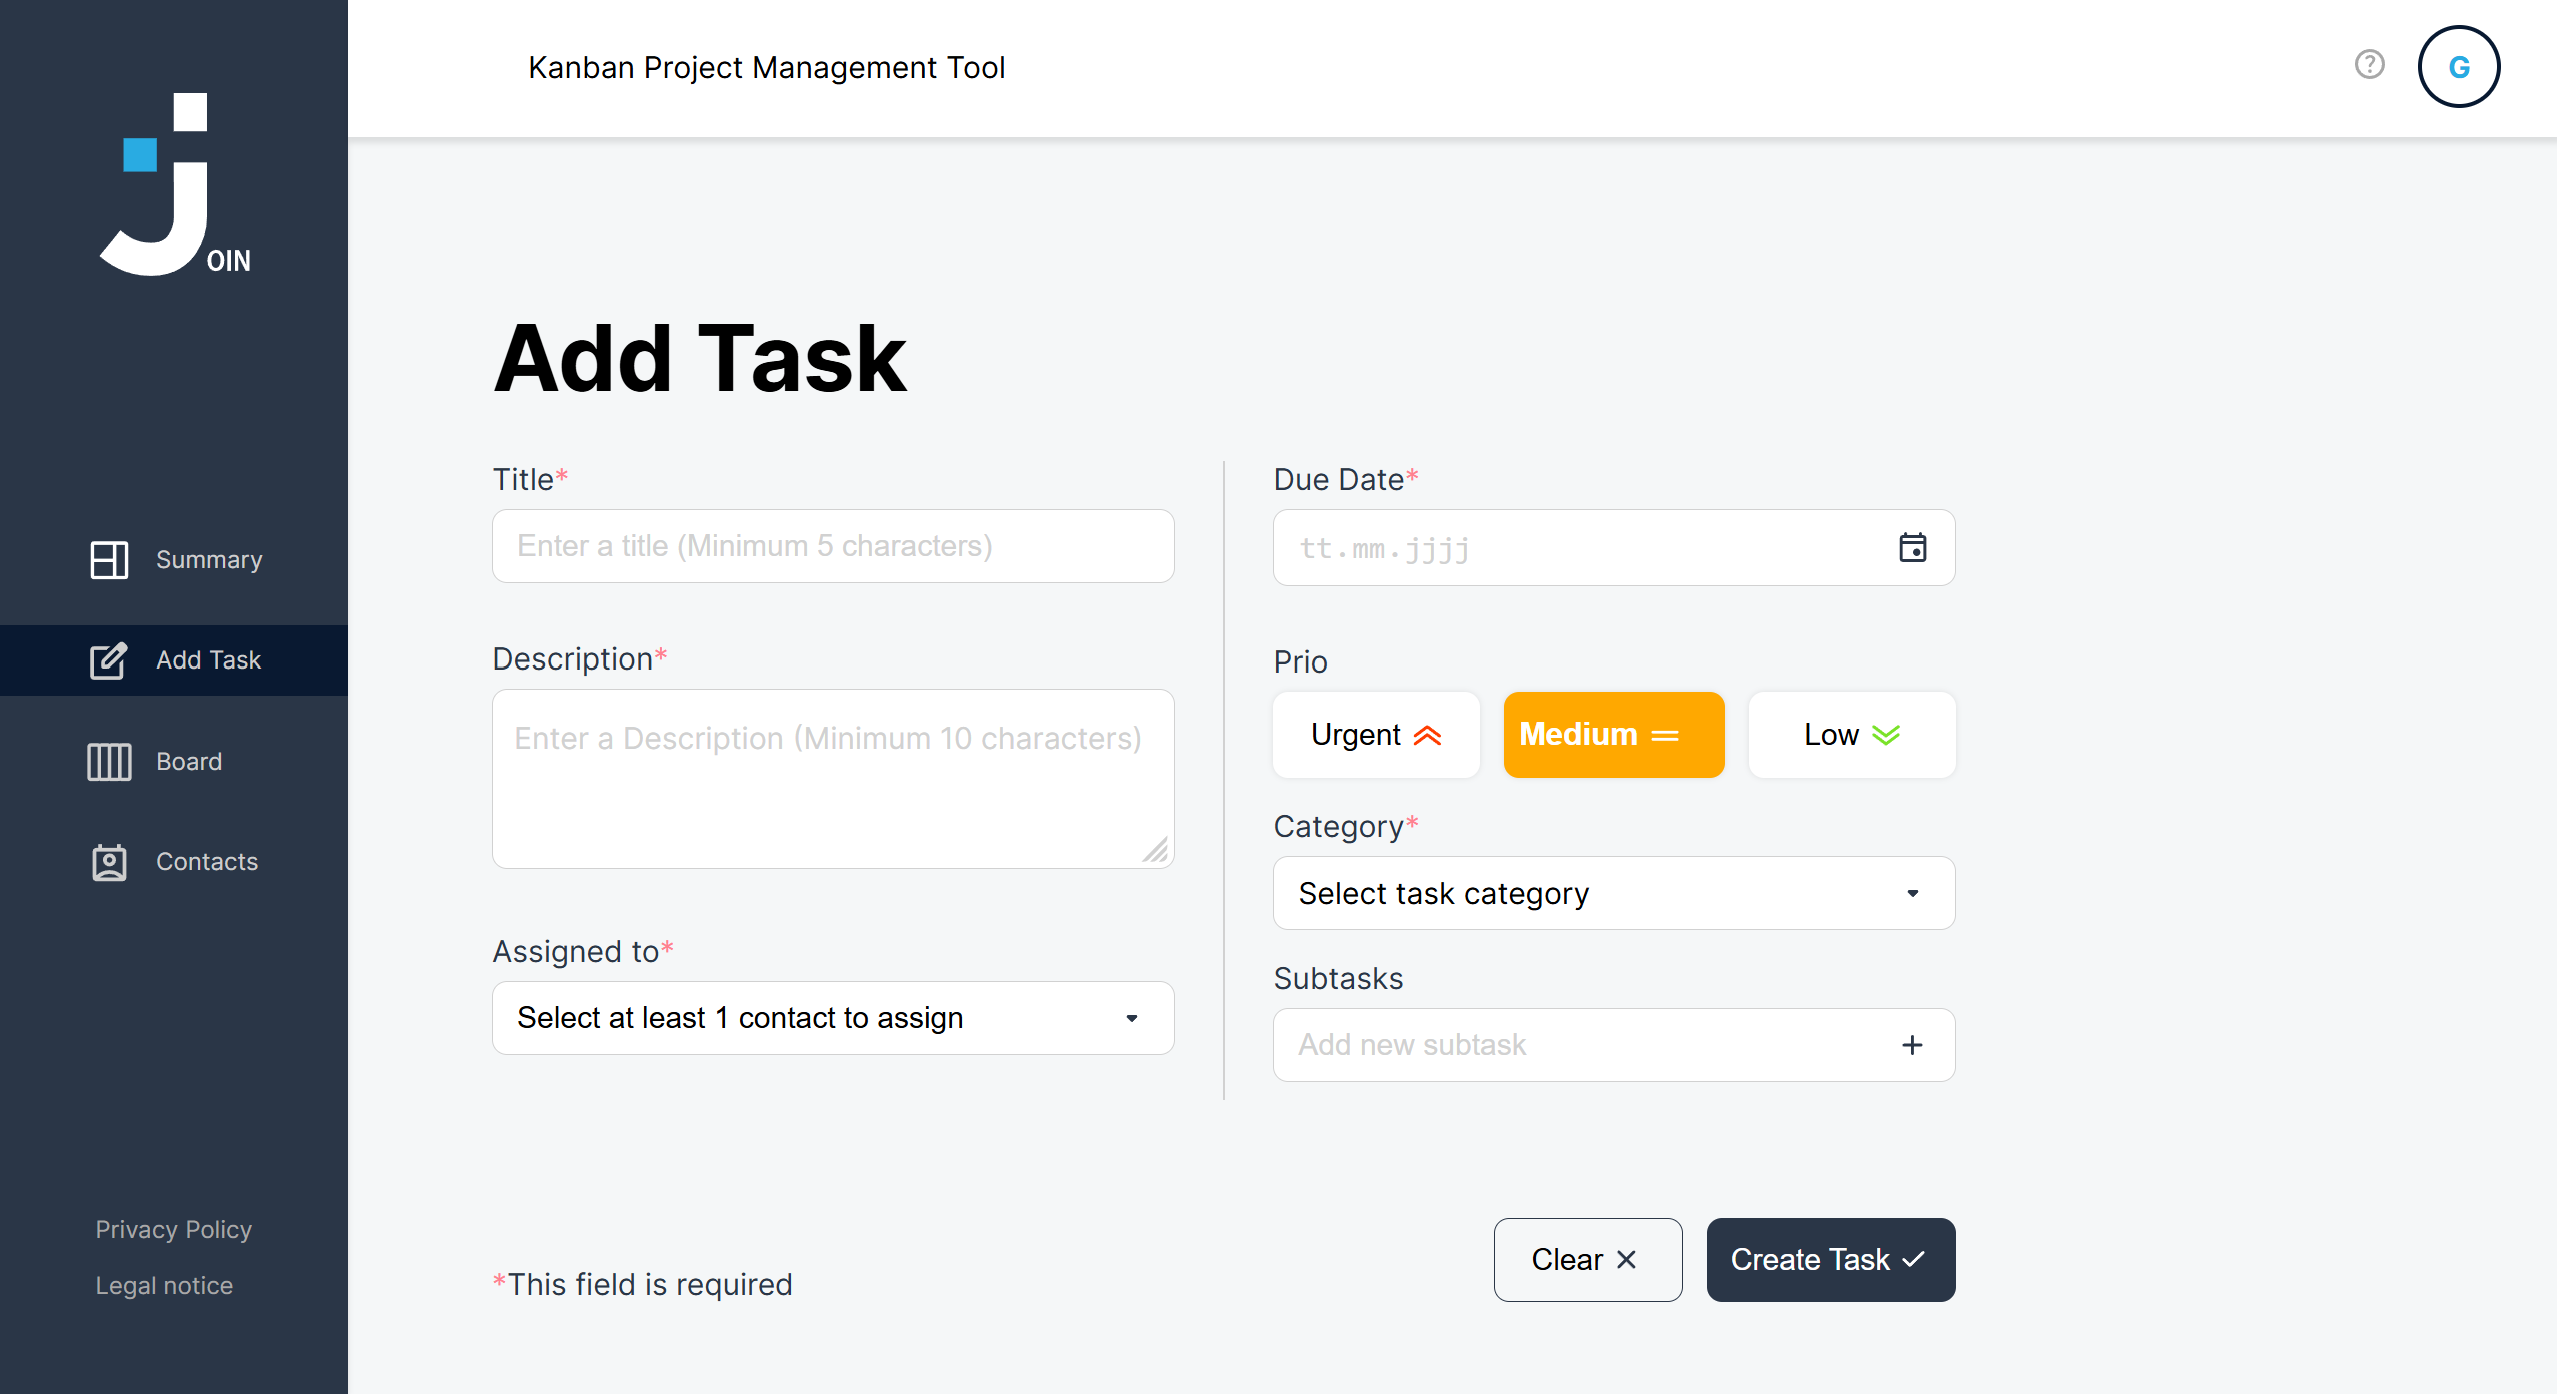 OIN
Summary
Add Task
Board
Contacts
Privacy Policy
Legal notice
Kanban Project Management Tool
G
Add Task
Title*
Enter a title (Minimum 5 characters)
Description*
Enter a Description (Minimum 10 characters)
Assigned to*
Select at least 1 contact to assign
Due Date*
tt.mm.jjjj
Prio
Urgent
Medium
Low
Category*
Select task category
Subtasks
Add new subtask
*This field is required
Clear
Create Task